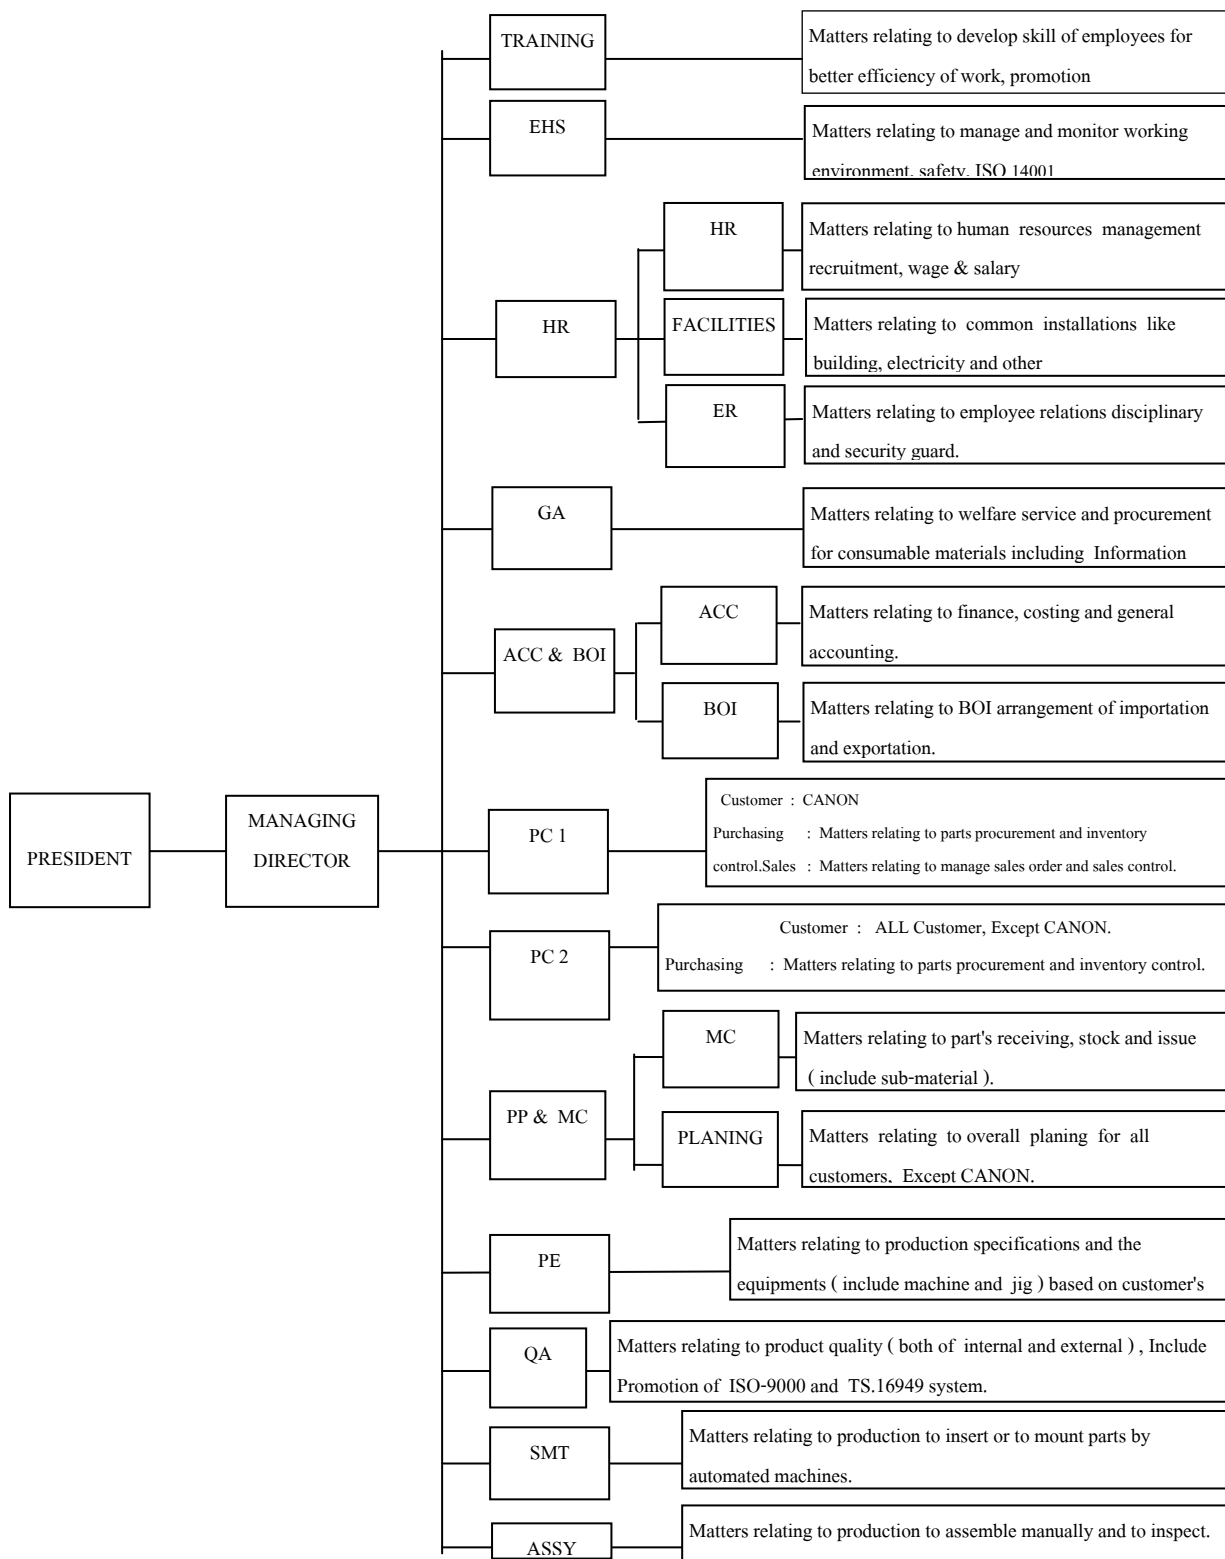 TRAINING
Matters relating to develop skill of employees for
better efficiency of work, promotion
EHS
Matters relating to manage and monitor working
environment, safety, ISO 14001
HR
Matters relating to human resources management
recruitment, wage & salary
HR
FACILITIES
Matters relating to common installations like
building, electricity and other
ER
Matters relating to employee relations disciplinary
and security guard.
GA
Matters relating to welfare service and procurement
for consumable materials including Information
ACC & BOI
ACC
Matters relating to finance, costing and general
accounting.
BOI
Matters relating to BOI arrangement of importation
and exportation.
PRESIDENT
MANAGING
DIRECTOR
PC 1
Customer : CANON
Purchasing : Matters relating to parts procurement and inventory
control.Sales : Matters relating to manage sales order and sales control.
PC 2
Customer : ALL Customer, Except CANON.
Purchasing : Matters relating to parts procurement and inventory control.
PP & MC
MC
Matters relating to part's receiving, stock and issue
( include sub-material ).
PLANING
Matters relating to overall planing for all
customers, Except CANON.
PE
Matters relating to production specifications and the
equipments ( include machine and jig ) based on customer's
QA
Matters relating to product quality ( both of internal and external ) , Include
Promotion of ISO-9000 and TS.16949 system.
SMT
Matters relating to production to insert or to mount parts by
automated machines.
ASSY
Matters relating to production to assemble manually and to inspect.